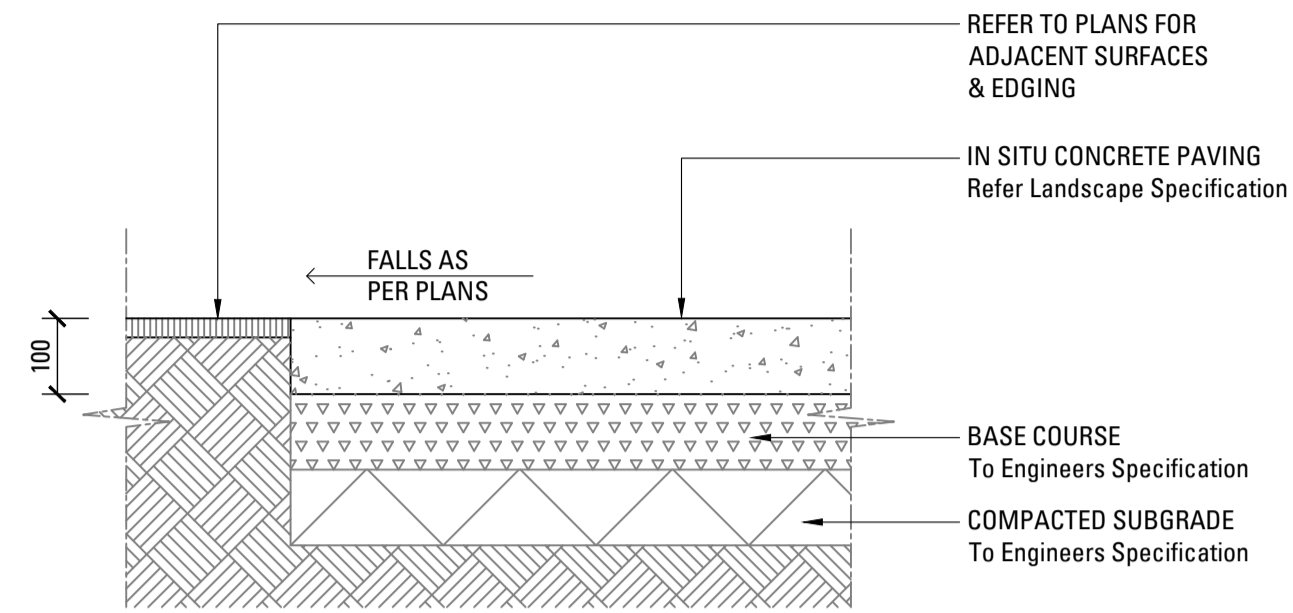 REFER TO PLANS FOR
ADJACENT SURFACES
& EDGING
IN SITU CONCRETE PAVING
Refer Landscape Specification
FALLS AS
PER PLANS
100
BASE COURSE
To Engineers Specification
COMPACTED SUBGRADE
To Engineers Specification